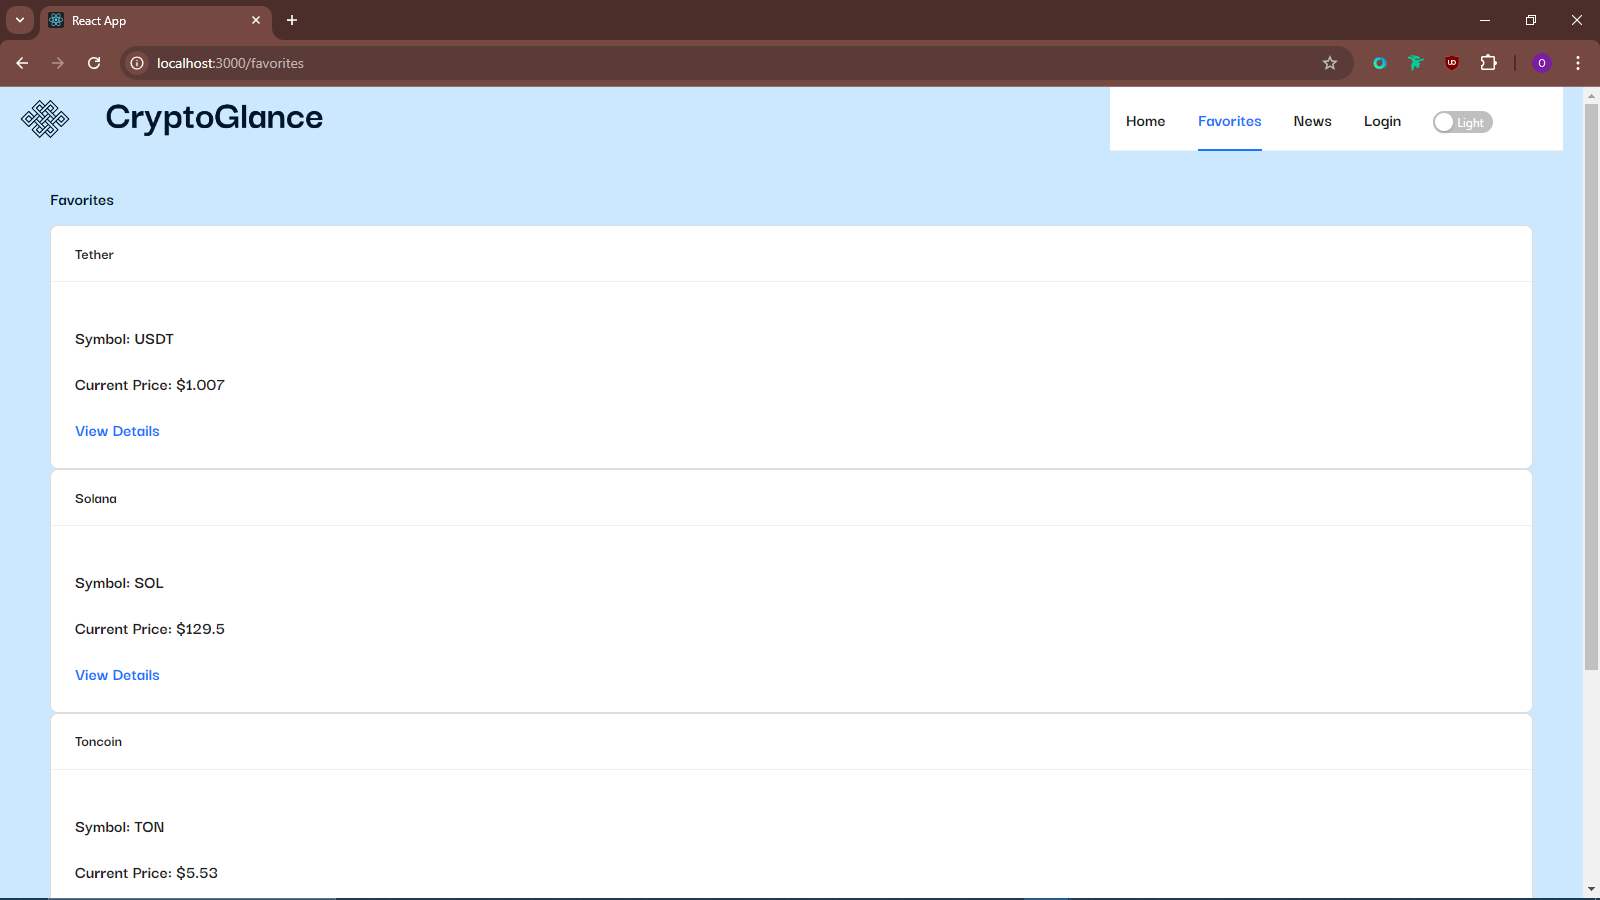 React App
localhost:3000/favorites
O
CryptoGlance
Home
Favorites
News
Login
Light
Favorites
Tether
Symbol: USDT
Current Price: $1.007
View Details
Solana
Symbol: SOL
Current Price: $129.5
View Details
Toncoin
Symbol: TON
Current Price: $5.53